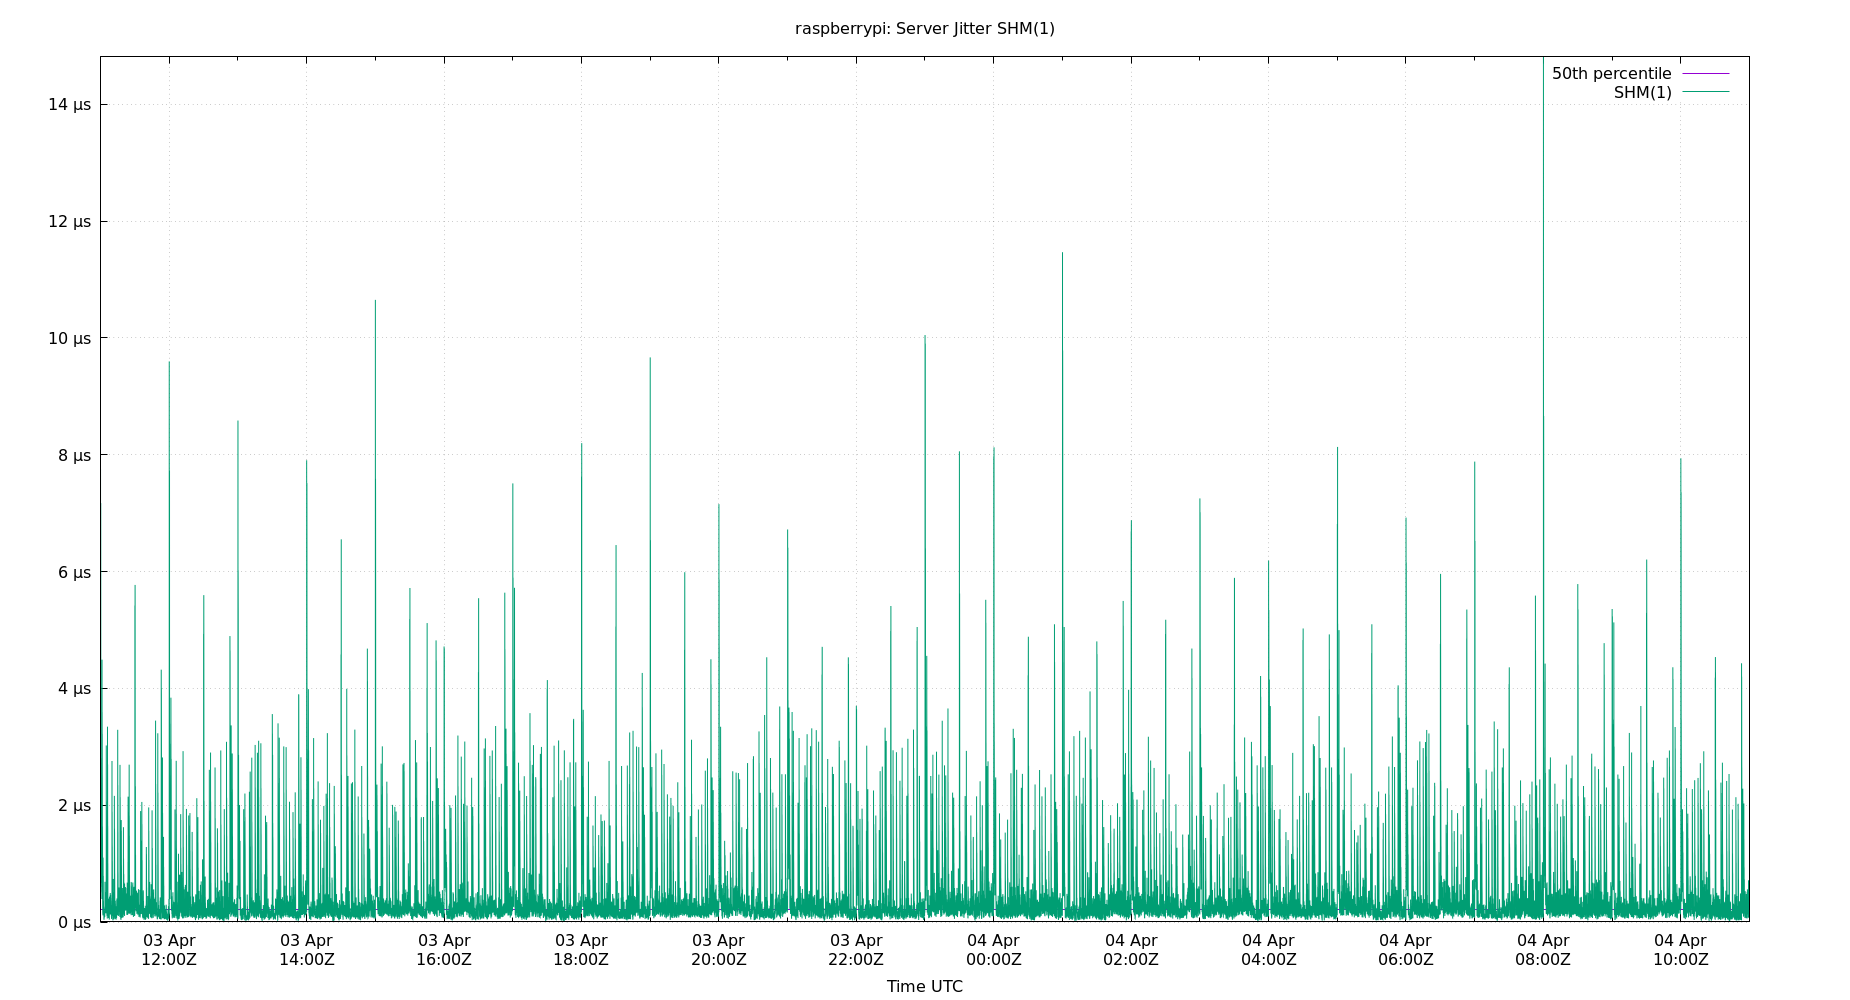 raspberrypi: Server Jitter SHM(1)
50th percentile
SHM(1)
14 µs
12 µs
10 µs
8 µs
6 µs
4 µs
2 µs
0 µs
03 Apr 03 Apr 03 Apr 03 Apr 03 Apr 03 Apr 04 Apr 04 Apr 04 Apr 04 Apr 04 Apr 04 Apr
12:00Z 14:00Z 16:00Z 18:00Z 20:00Z 22:00Z 00:00Z 02:00Z 04:00Z 06:00Z 08:00Z 10:00Z
Time UTC